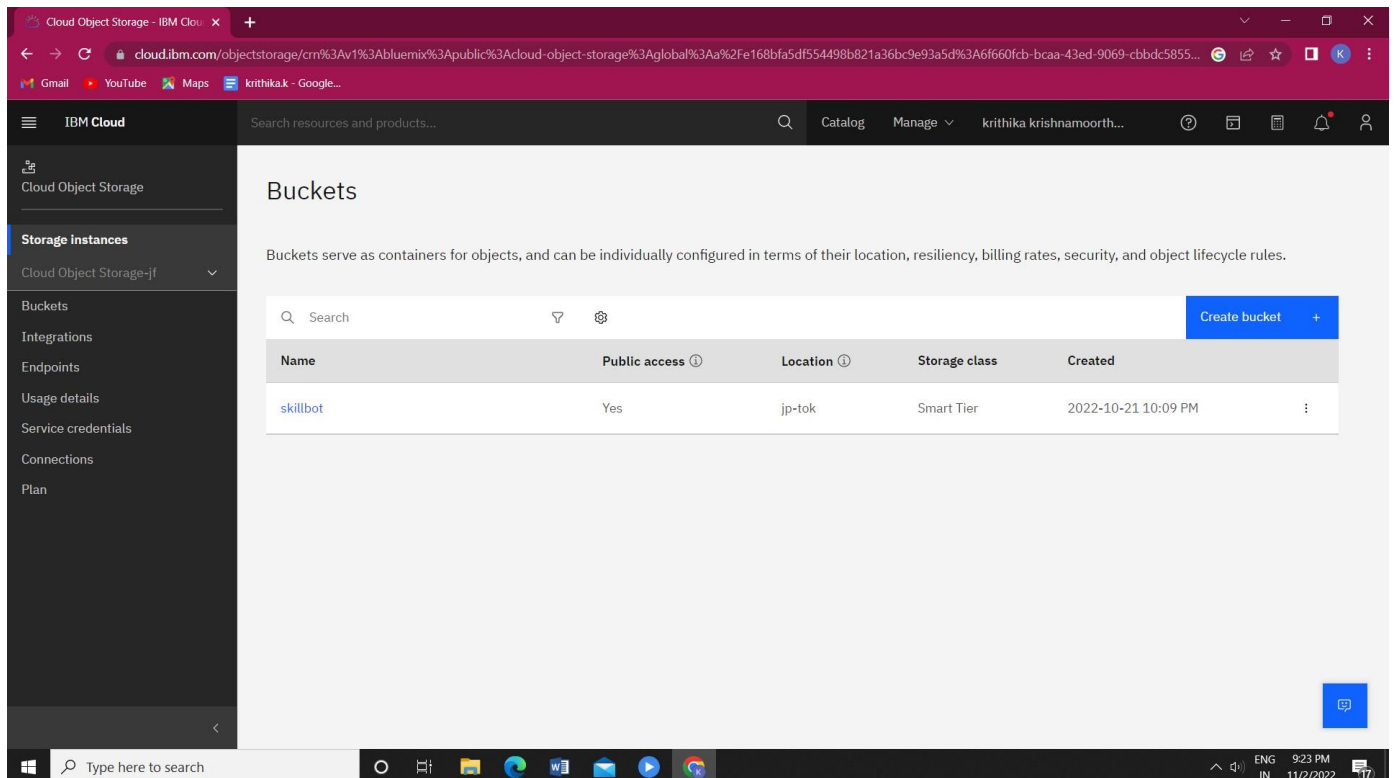 Cloud Object Storage - IBM Clou
cloud.ibm.com/objectstorage/crn%3Av1%3Abluemix%3Apublic%3Acloud-object-storage%3Aglobal%3Aa%2Fe168bfa5df554498b821a36bc9e93a5d%3A6f660fcb-bcaa-43ed-9069-cbbdc5855...
Gmail YouTube Maps krithika.k - Google...
IBM Cloud Search resources and products... Catalog Manage krithika krishnamoorth...
Cloud Object Storage
Storage instances
Cloud Object Storage-jf
Buckets
Integrations
Endpoints
Usage details
Service credentials
Connections
Plan
Buckets
Buckets serve as containers for objects, and can be individually configured in terms of their location, resiliency, billing rates, security, and object lifecycle rules.
Search Create bucket +
Name Public access Location Storage class Created
skillbot Yes jp-tok Smart Tier 2022-10-21 10:09 PM
Type here to search
ENG 9:23 PM
IN 11/2/2022 17